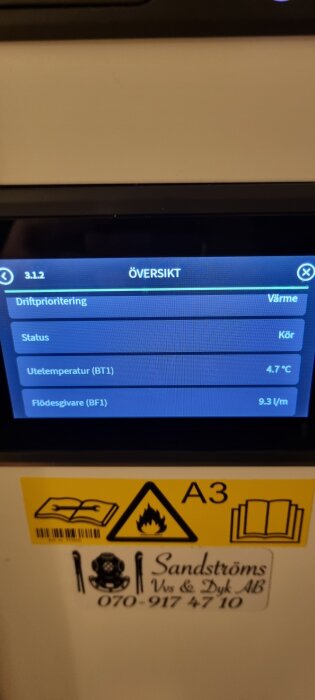 3.1.2 ÖVERSIKT
Driftprioritering Värme
Status Kör
Utetemperatur (BT1) 4.7 °C
Flödesgivare (BF1) 9.3 l/m
A3
Sandströms
Vvs & Dyk AB
070-917 47 10